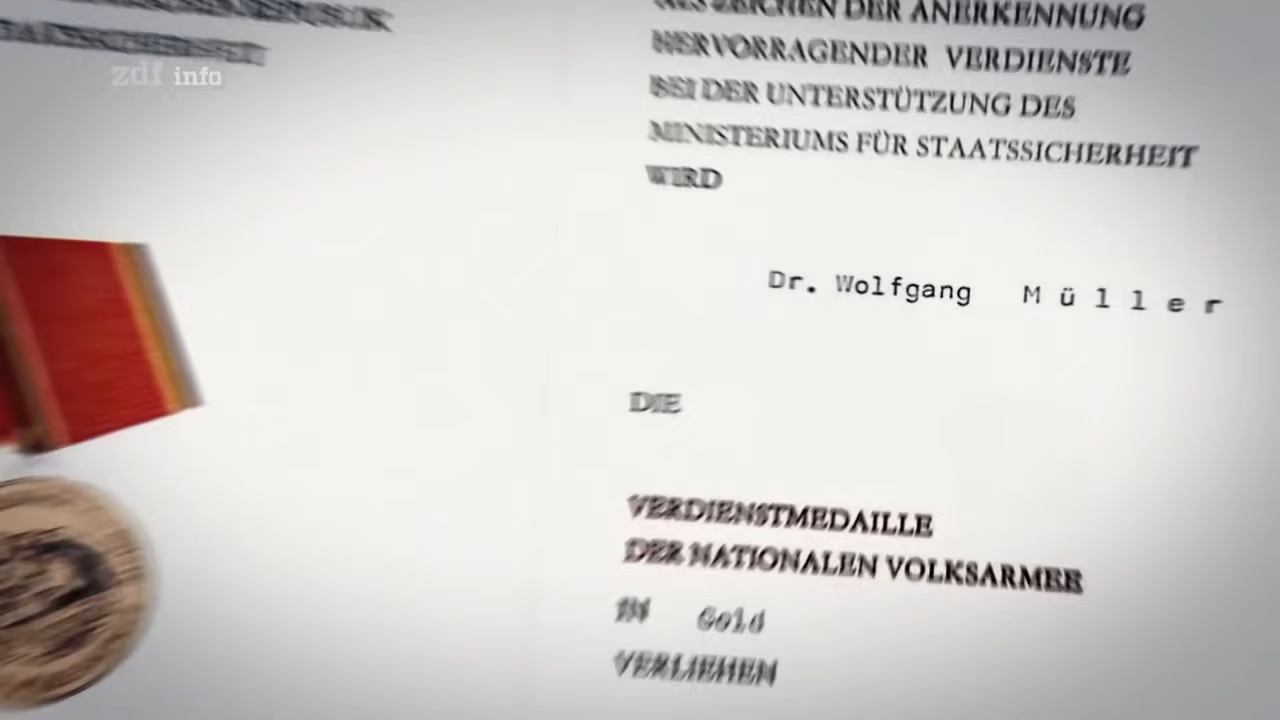 zdf info
ALS ZEICHEN DER ANERKENNUNG
HERVORRAGENDER VERDIENSTE
BEI DER UNTERSTÜTZUNG DES
MINISTERIUMS FÜR STAATSSICHERHEIT
WIRD
Dr. Wolfgang M ü l l e r
DIE
VERDIENSTMEDAILLE
DER NATIONALEN VOLKSARMEE
IN Gold
VERLIEHEN